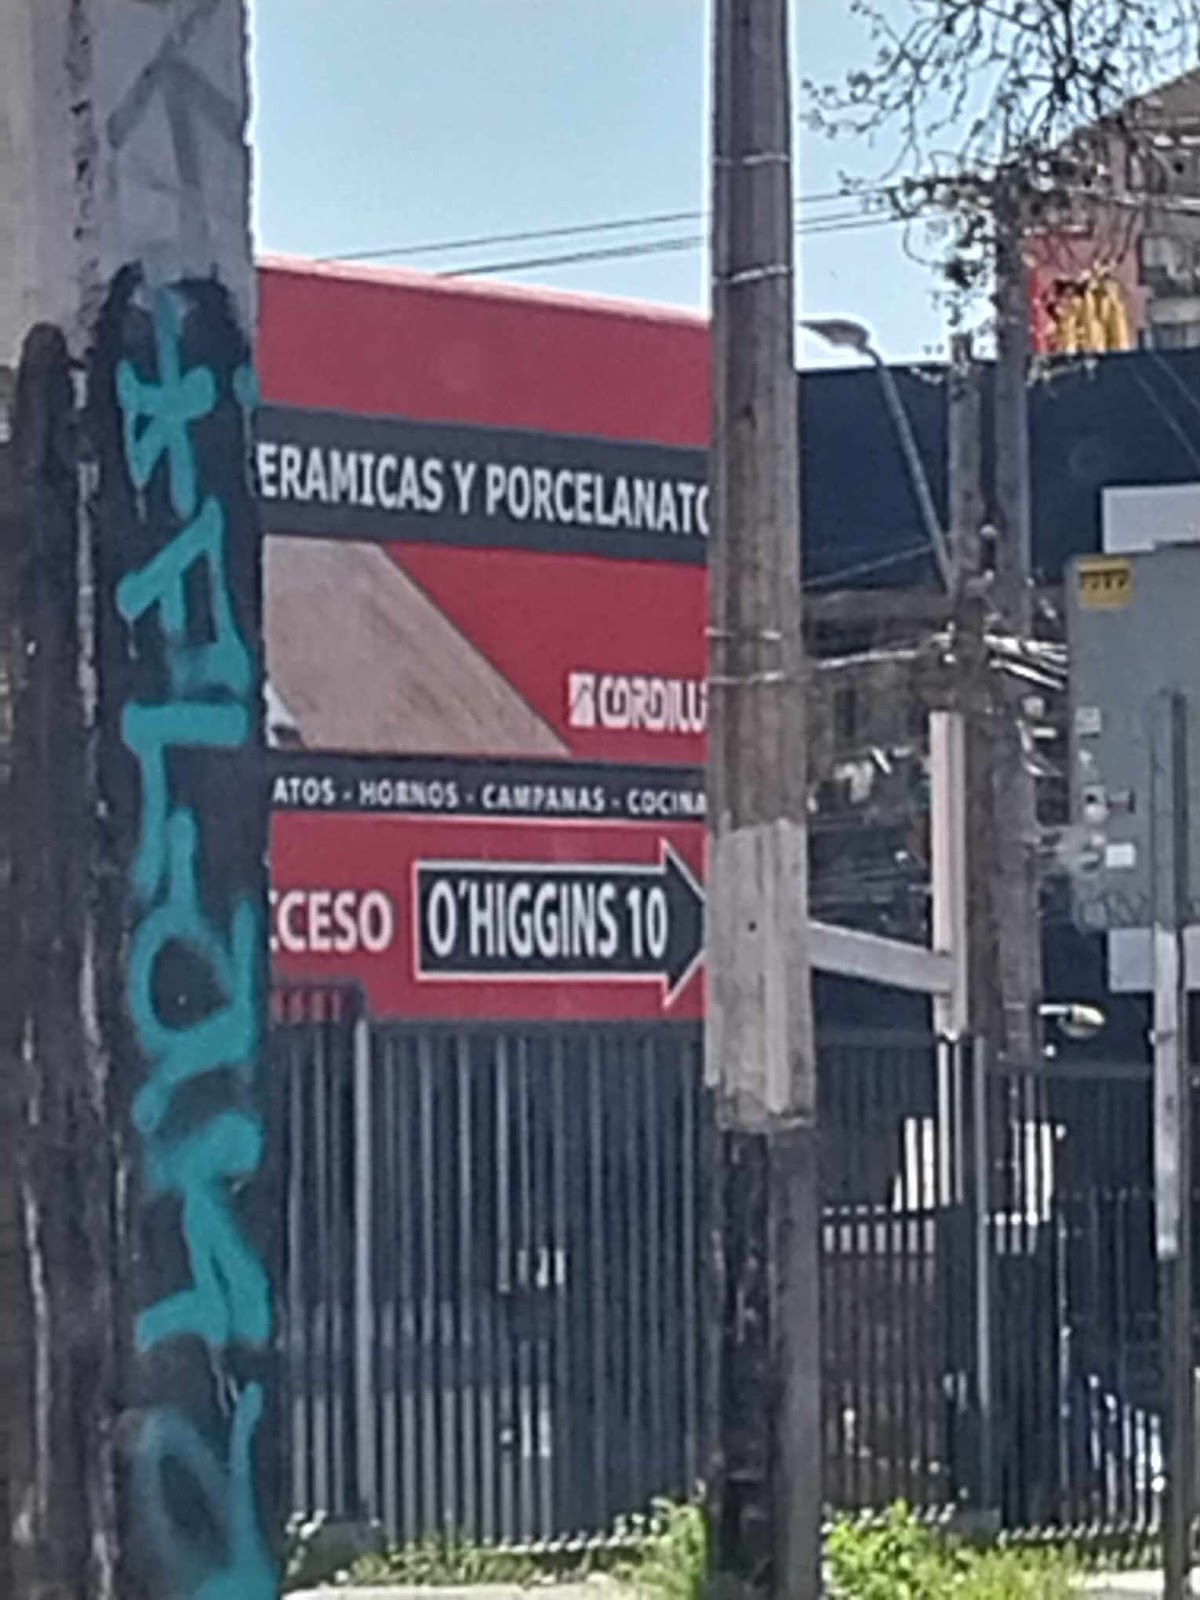 ERAMICAS Y PORCELANATO
CORDILL
ATOS - HORNOS - CAMPANAS - COCINA
CCESO
O´HIGGINS 10